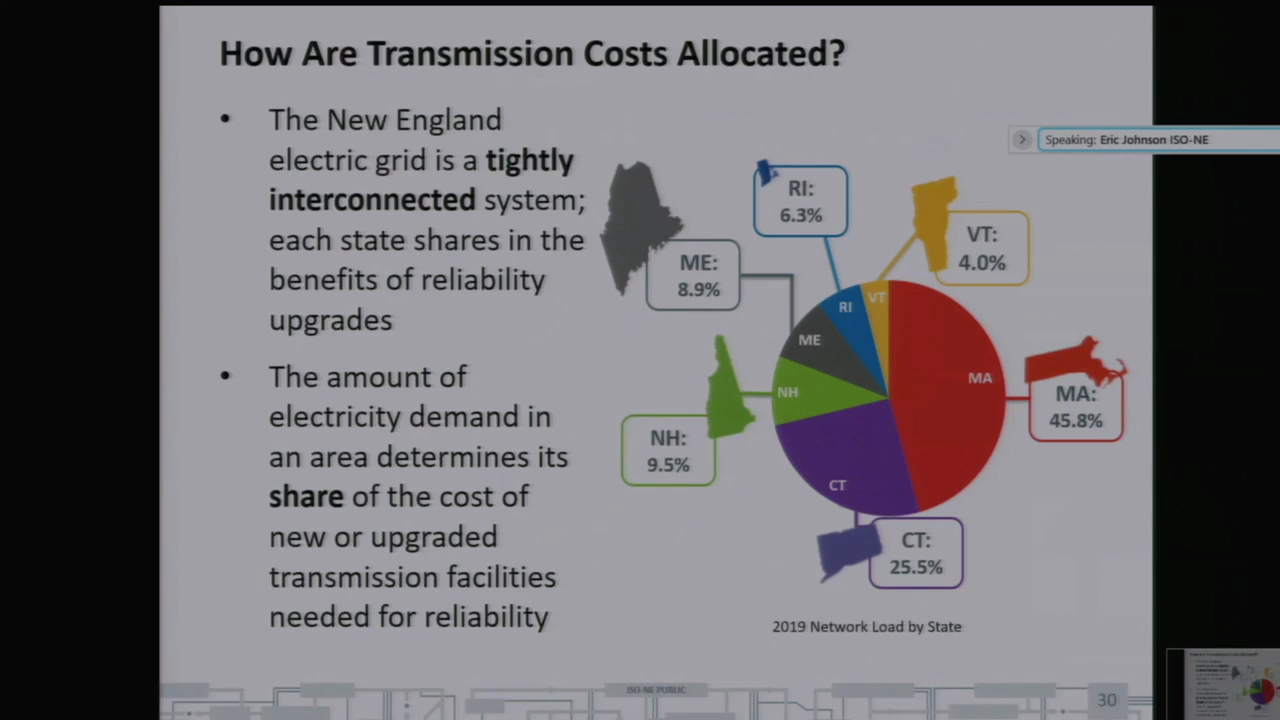 How Are Transmission Costs Allocated?
• The New England
electric grid is a tightly
interconnected system;
each state shares in the
benefits of reliability
upgrades
• The amount of
electricity demand in
an area determines its
share of the cost of
new or upgraded
transmission facilities
needed for reliability
Speaking: Eric Johnson ISO-NE
RI:
6.3%
VT:
4.0%
ME:
8.9%
MA:
45.8%
NH:
9.5%
CT:
25.5%
VT
RI
ME
MA
NH
CT
2019 Network Load by State
ISO-NE PUBLIC
30